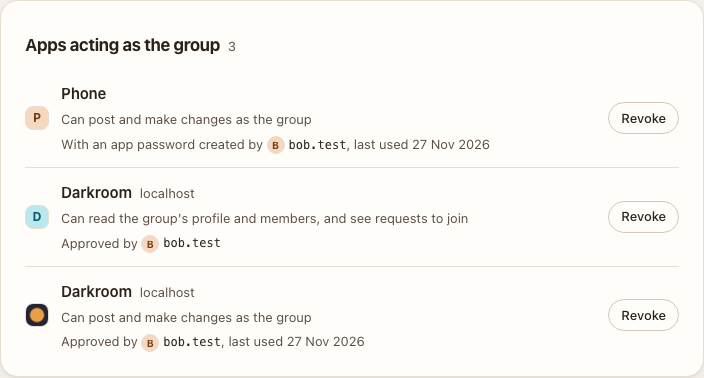 Apps acting as the group 3
Phone
P
Can post and make changes as the group
With an app password created by B bob.test, last used 27 Nov 2026
Revoke
Darkroom localhost
D
Can read the group's profile and members, and see requests to join
Approved by B bob.test
Revoke
Darkroom localhost
Can post and make changes as the group
Approved by B bob.test, last used 27 Nov 2026
Revoke